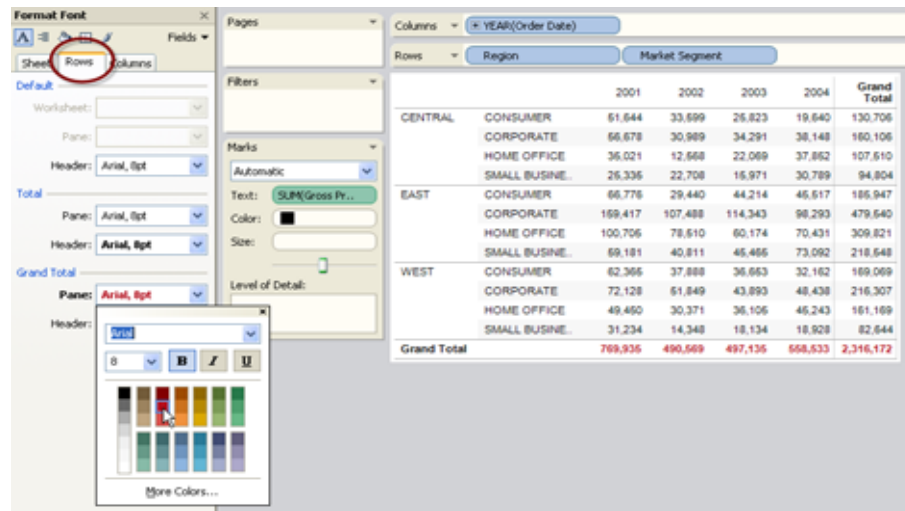 Format Font
Fields
Sheet Rows Columns
Default
Worksheet:
Pane:
Header: Arial, 8pt
Total
Pane: Arial, 8pt
Header: Arial, 8pt
Grand Total
Pane: Arial, 8pt
Header:
Arial
8 B I U
More Colors...
Pages
Filters
Marks
Automatic
Text: SUM(Gross Pr..
Color:
Size:
Level of Detail:
Columns YEAR(Order Date)
Rows Region Market Segment
2001 2002 2003 2004 Grand Total
CENTRAL CONSUMER 51,644 33,599 25,823 19,640 130,706
CORPORATE 56,678 30,989 34,291 38,148 160,106
HOME OFFICE 35,021 12,668 22,069 37,852 107,610
SMALL BUSINE.. 25,336 22,708 15,971 30,789 94,804
EAST CONSUMER 66,776 29,440 44,214 46,517 186,947
CORPORATE 159,417 107,488 114,343 98,293 479,540
HOME OFFICE 100,706 78,510 60,174 70,431 309,821
SMALL BUSINE.. 59,181 40,811 45,465 73,092 218,548
WEST CONSUMER 62,365 37,888 36,653 32,162 169,069
CORPORATE 72,128 51,849 43,893 48,438 216,307
HOME OFFICE 49,450 30,371 36,105 45,243 161,169
SMALL BUSINE.. 31,234 14,348 18,134 18,928 82,644
Grand Total 769,935 490,569 497,135 558,533 2,316,172